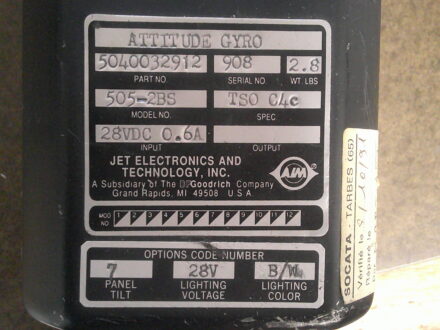 ATTITUDE GYRO
5040032912 908 2.8
PART NO. SERIAL NO. WT. LBS
505-2BS TSO C4c
MODEL NO. SPEC
28VDC 0.6A
INPUT OUTPUT
JET ELECTRONICS AND
TECHNOLOGY, INC.
AIM ®
A Subsidiary of The BFGoodrich Company
Grand Rapids, MI 49508 U.S.A
MOD NO 1 2 3 4 5 6 7 8 9 10 11 12
OPTIONS CODE NUMBER
7 28V B/W
PANEL TILT LIGHTING VOLTAGE LIGHTING COLOR
SOCATA - TARBES (65)
Vérifié le
Réparé le